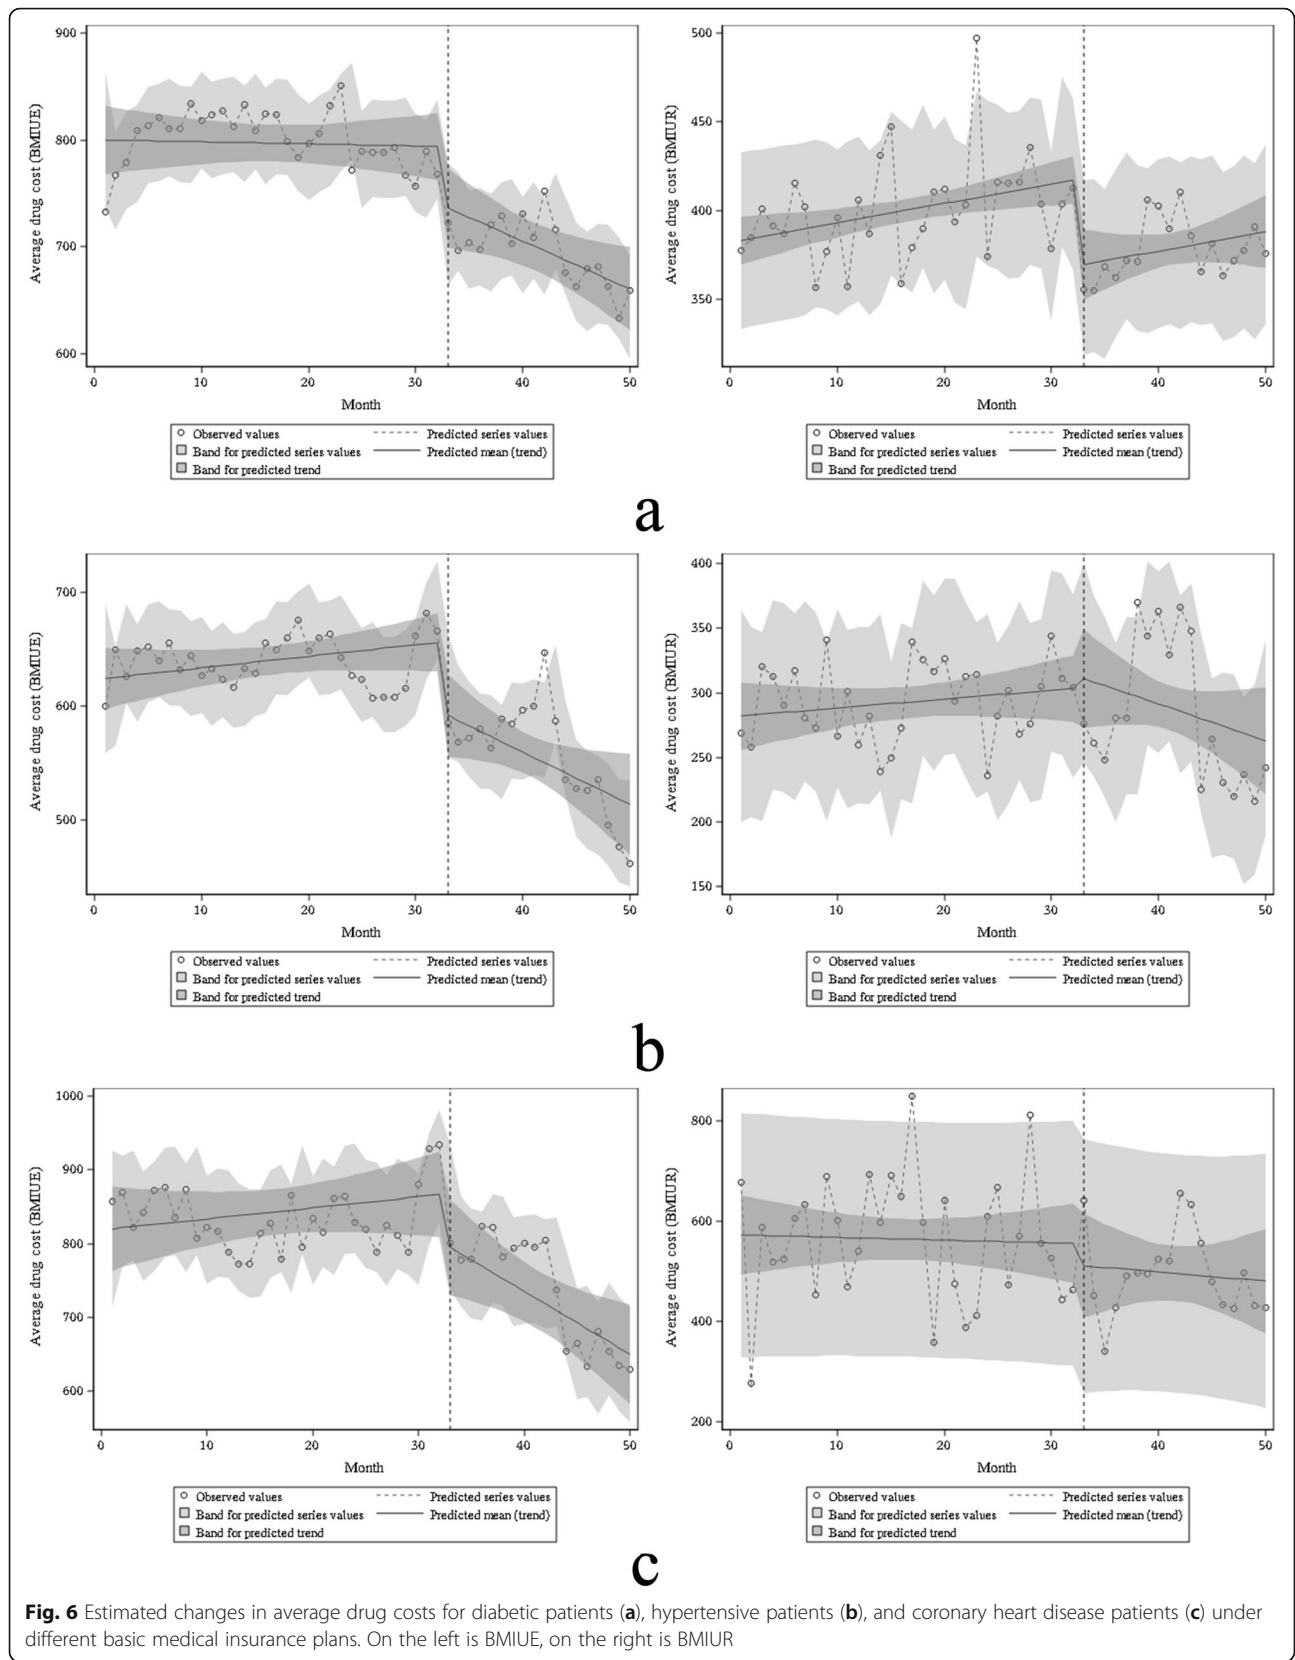 900
800
700
600
Average drug cost (BMIUE)
0 10 20 30 40 50
Month
Observed values Predicted series values
Band for predicted series values Predicted mean (trend)
Band for predicted trend
500
450
400
350
Average drug cost (BMIUR)
0 10 20 30 40 50
Month
Observed values Predicted series values
Band for predicted series values Predicted mean (trend)
Band for predicted trend
a
700
600
500
Average drug cost (BMIUE)
0 10 20 30 40 50
Month
Observed values Predicted series values
Band for predicted series values Predicted mean (trend)
Band for predicted trend
400
350
300
250
200
150
Average drug cost (BMIUR)
0 10 20 30 40 50
Month
Observed values Predicted series values
Band for predicted series values Predicted mean (trend)
Band for predicted trend
b
1000
900
800
700
600
Average drug cost (BMIUE)
0 10 20 30 40 50
Month
Observed values Predicted series values
Band for predicted series values Predicted mean (trend)
Band for predicted trend
800
600
400
200
Average drug cost (BMIUR)
0 10 20 30 40 50
Month
Observed values Predicted series values
Band for predicted series values Predicted mean (trend)
Band for predicted trend
c
Fig. 6 Estimated changes in average drug costs for diabetic patients (a), hypertensive patients (b), and coronary heart disease patients (c) under
different basic medical insurance plans. On the left is BMIUE, on the right is BMIUR